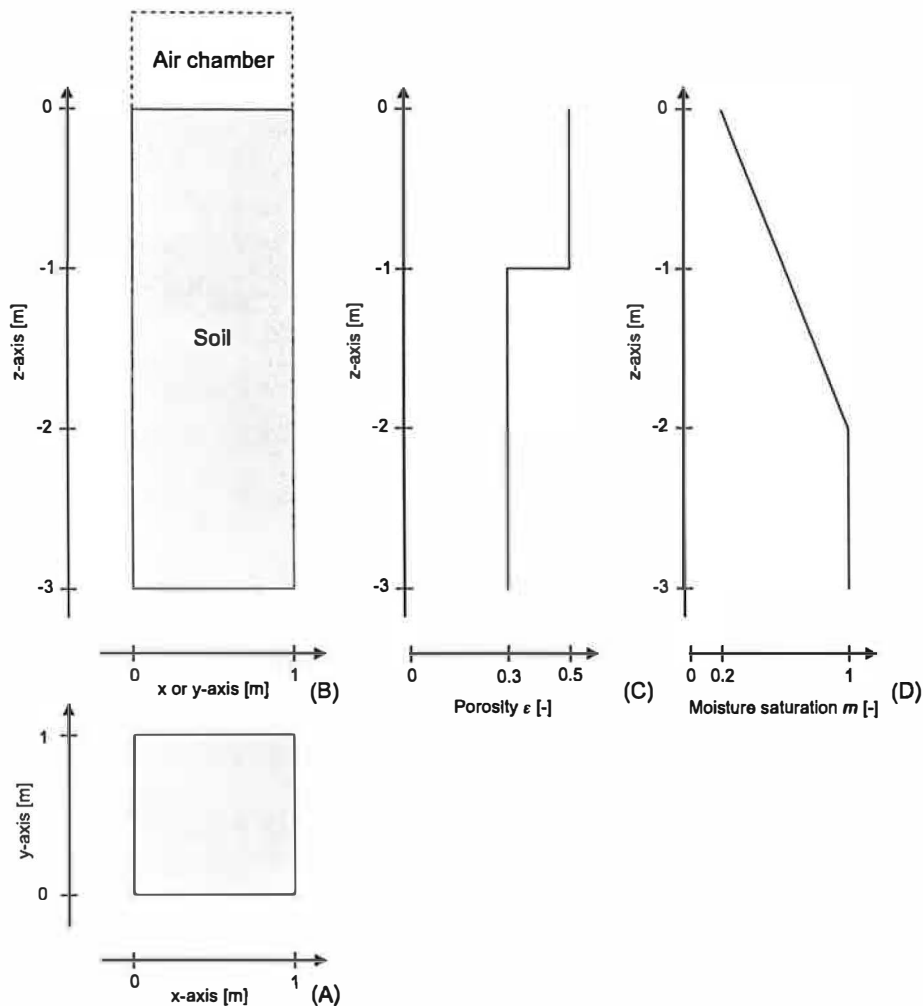 Air chamber
0
-1
-2
-3
z-axis [m]
Soil
0 1
x or y-axis [m]
(B)
0
-1
-2
-3
z-axis [m]
0 0.3 0.5
Porosity ε [-]
(C)
0
-1
-2
-3
z-axis [m]
0 0.2 1
Moisture saturation m [-]
(D)
1
0
y-axis [m]
0 1
x-axis [m]
(A)